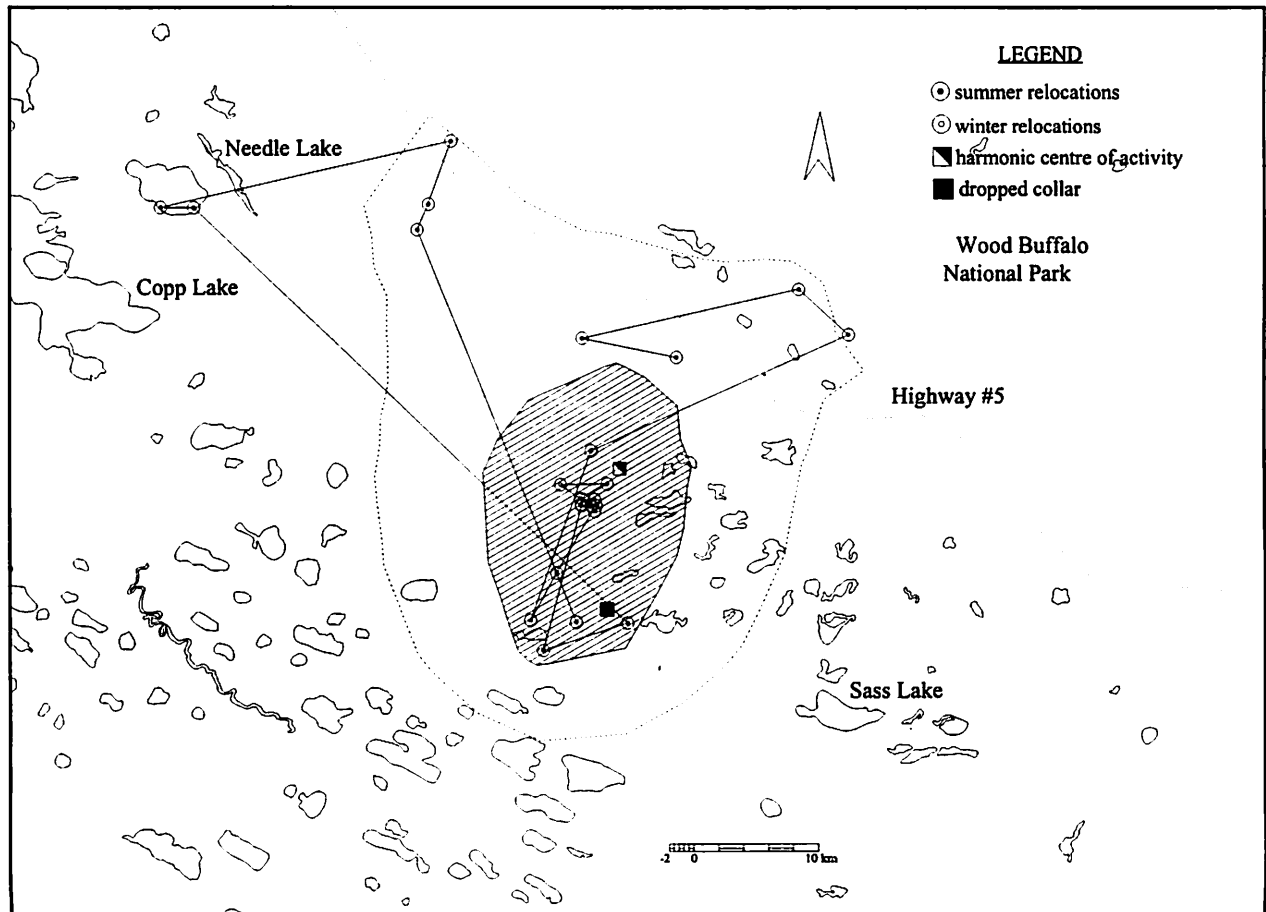 LEGEND
summer relocations
winter relocations
harmonic centre of activity
dropped collar
Wood Buffalo
National Park
Needle Lake
Copp Lake
Highway #5
Sass Lake
-2 0 10 km